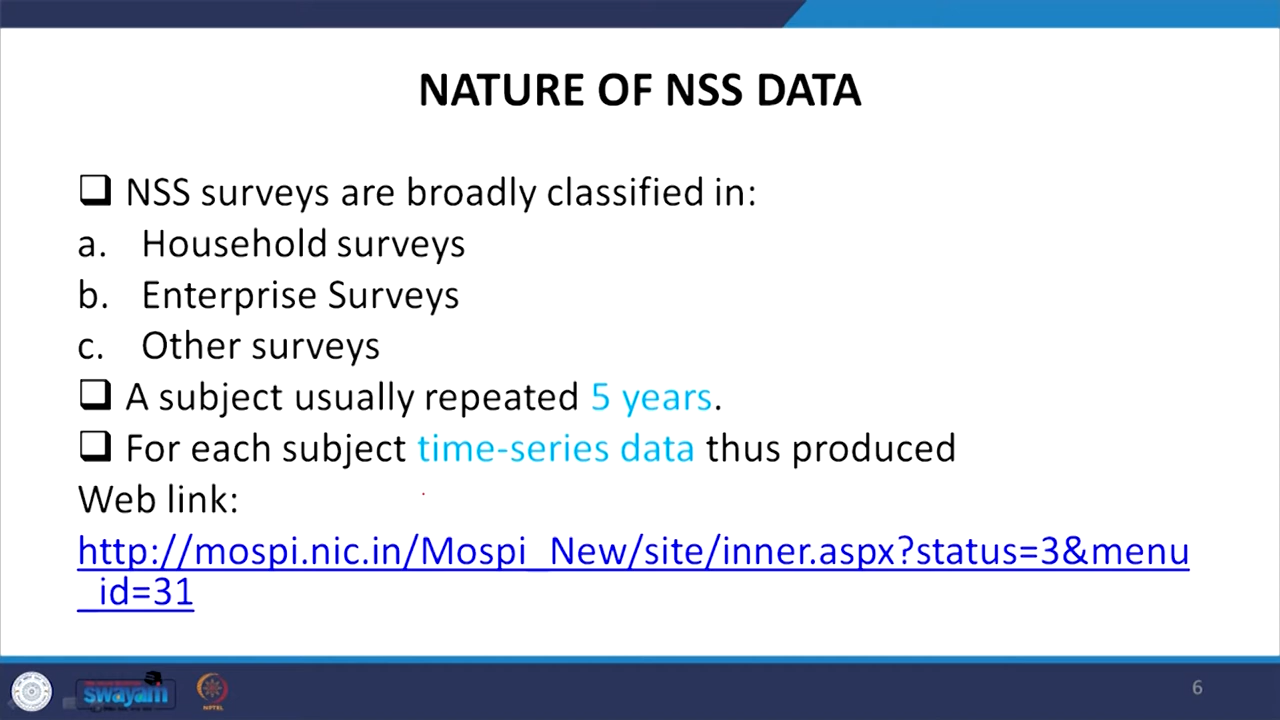 NATURE OF NSS DATA
❑ NSS surveys are broadly classified in:
a. Household surveys
b. Enterprise Surveys
c. Other surveys
❑ A subject usually repeated 5 years.
❑ For each subject time-series data thus produced
Web link:
http://mospi.nic.in/Mospi_New/site/inner.aspx?status=3&menu
_id=31
swayam
NPTEL
6